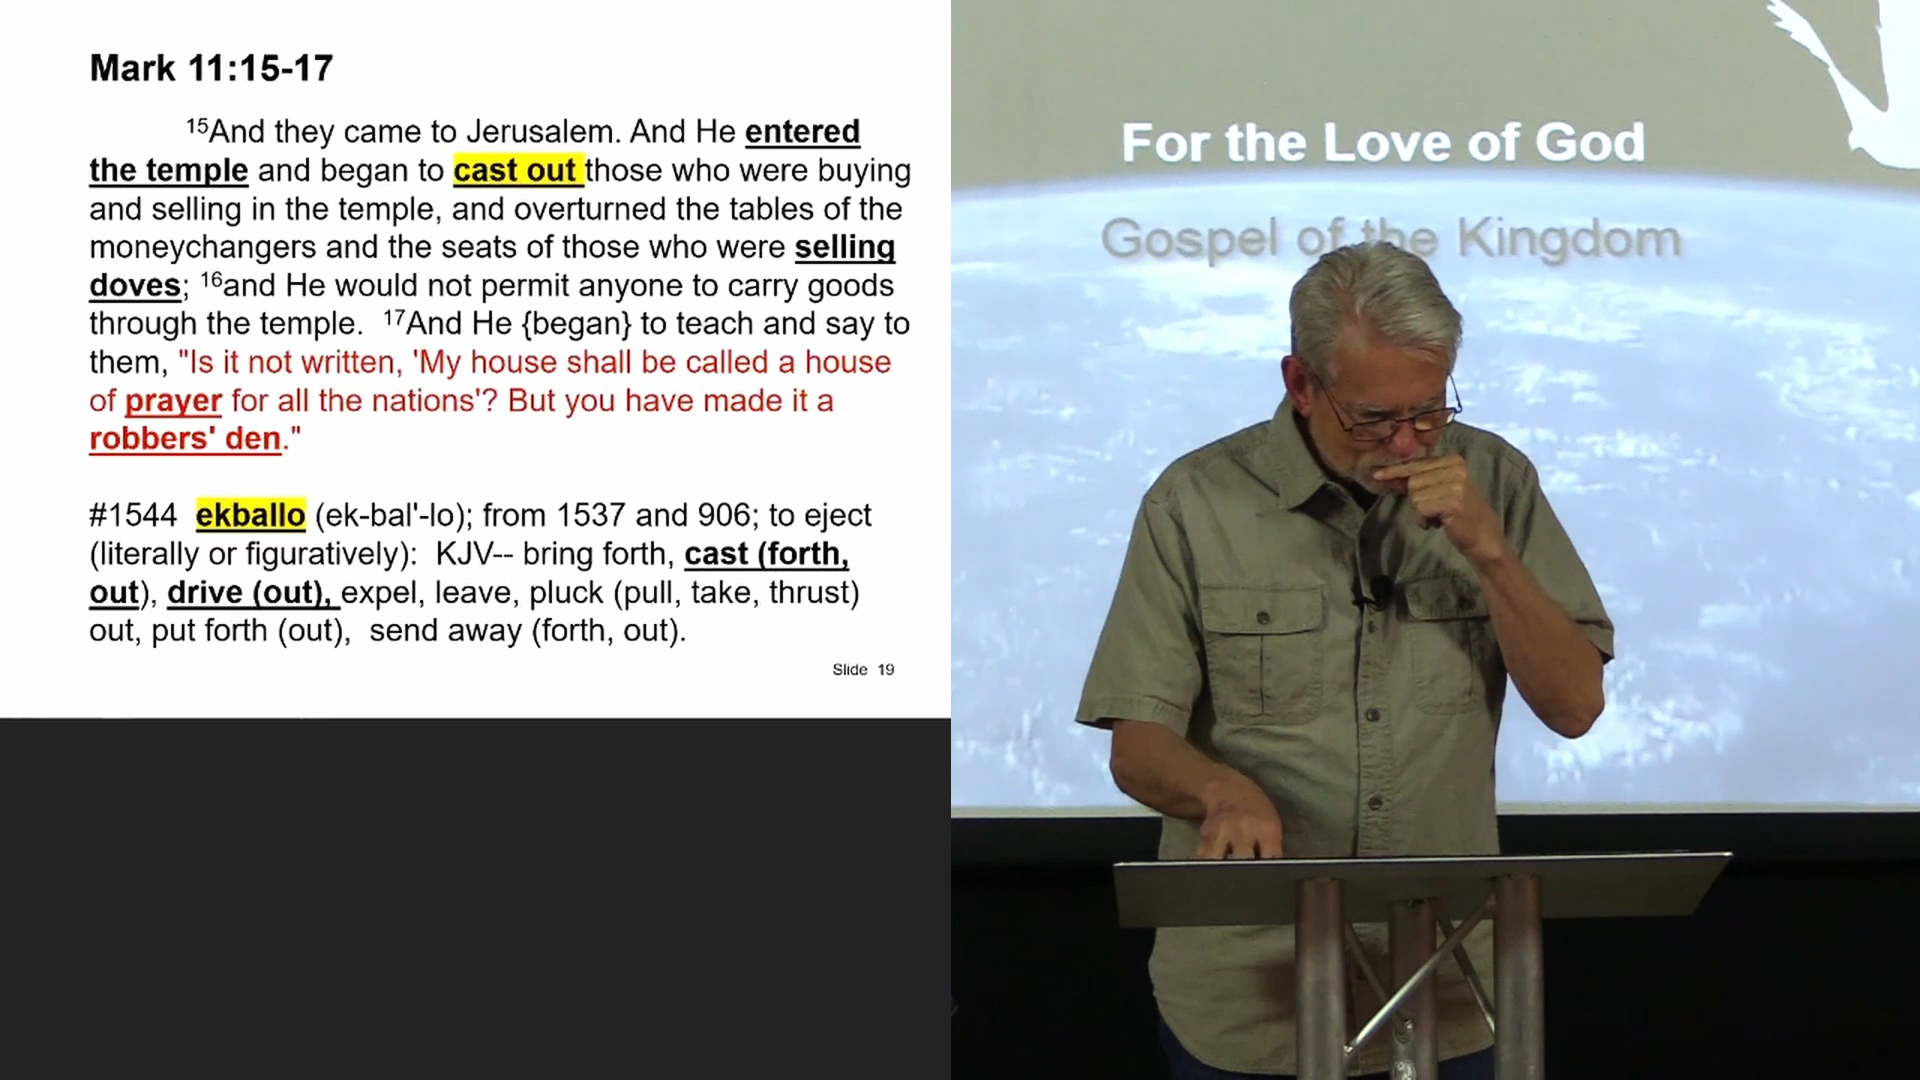 Mark 11:15-17
15And they came to Jerusalem. And He entered
the temple and began to cast out those who were buying
and selling in the temple, and overturned the tables of the
moneychangers and the seats of those who were selling
doves; 16and He would not permit anyone to carry goods
through the temple. 17And He {began} to teach and say to
them, "Is it not written, 'My house shall be called a house
of prayer for all the nations'? But you have made it a
robbers' den."
#1544 ekballo (ek-bal'-lo); from 1537 and 906; to eject
(literally or figuratively): KJV-- bring forth, cast (forth,
out), drive (out), expel, leave, pluck (pull, take, thrust)
out, put forth (out), send away (forth, out).
Slide 19
For the Love of God
Gospel of the Kingdom